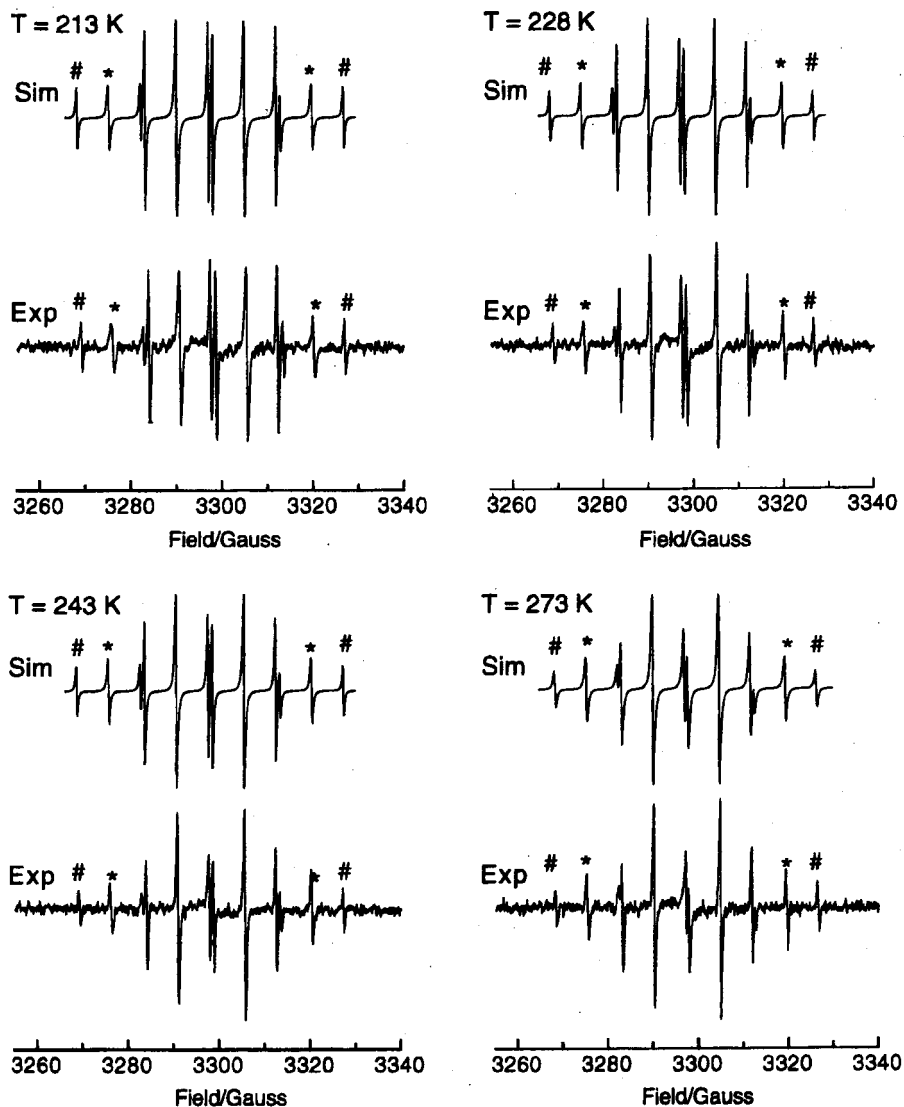 T = 213 K
# * * #
Sim
# * * #
Exp
3260 3280 3300 3320 3340
Field/Gauss
T = 228 K
# * * #
Sim
# * * #
Exp
3260 3280 3300 3320 3340
Field/Gauss
T = 243 K
# * * #
Sim
# * * #
Exp
3260 3280 3300 3320 3340
Field/Gauss
T = 273 K
# * * #
Sim
# * * #
Exp
3260 3280 3300 3320 3340
Field/Gauss